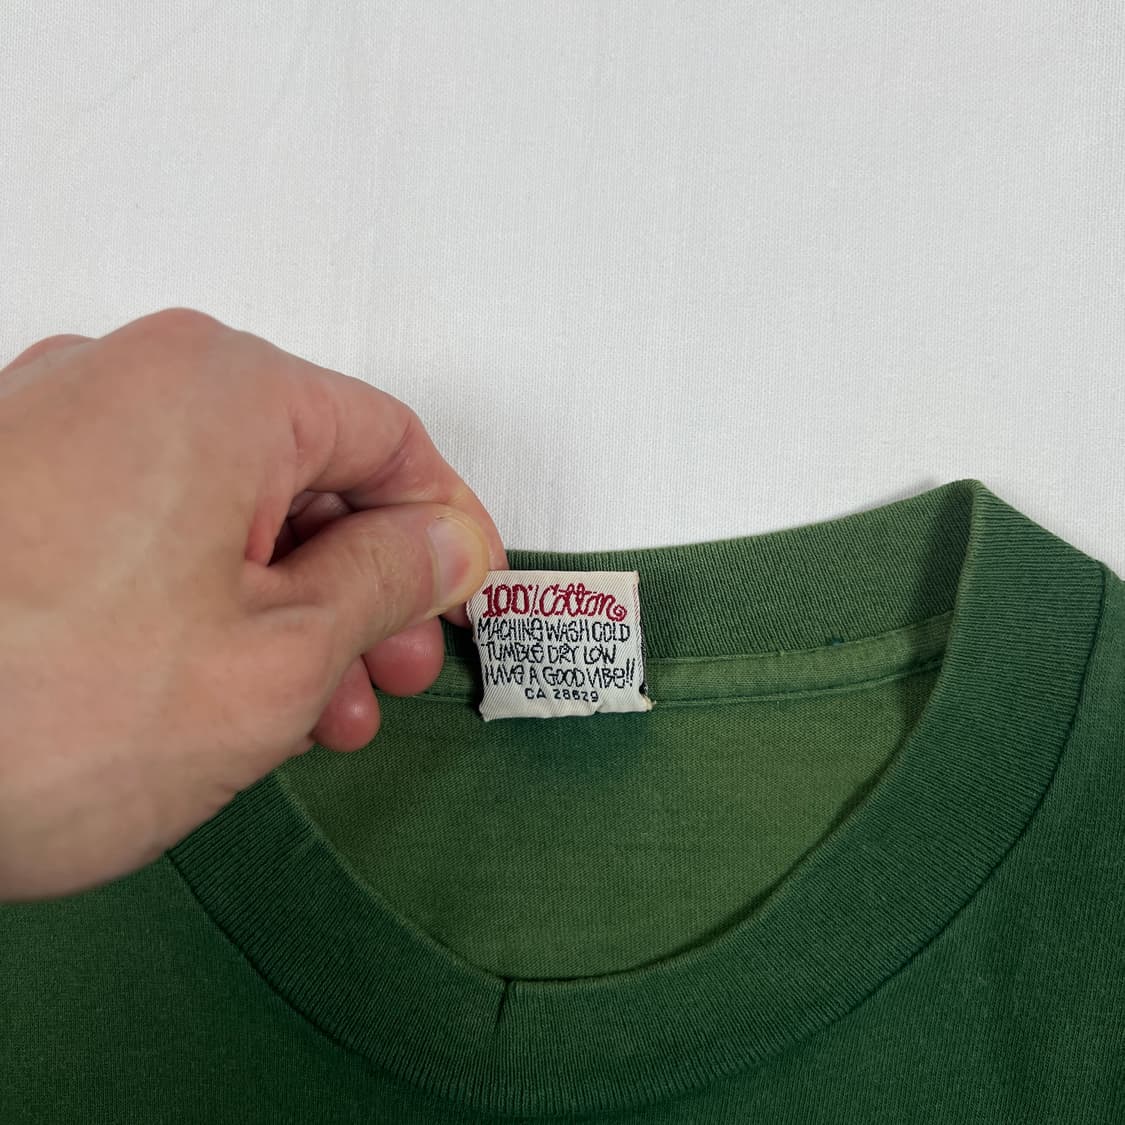 100% Cotton
MACHINE WASH COLD
TUMBLE DRY LOW
HAVE A GOOD VIBE!!
CA 28629